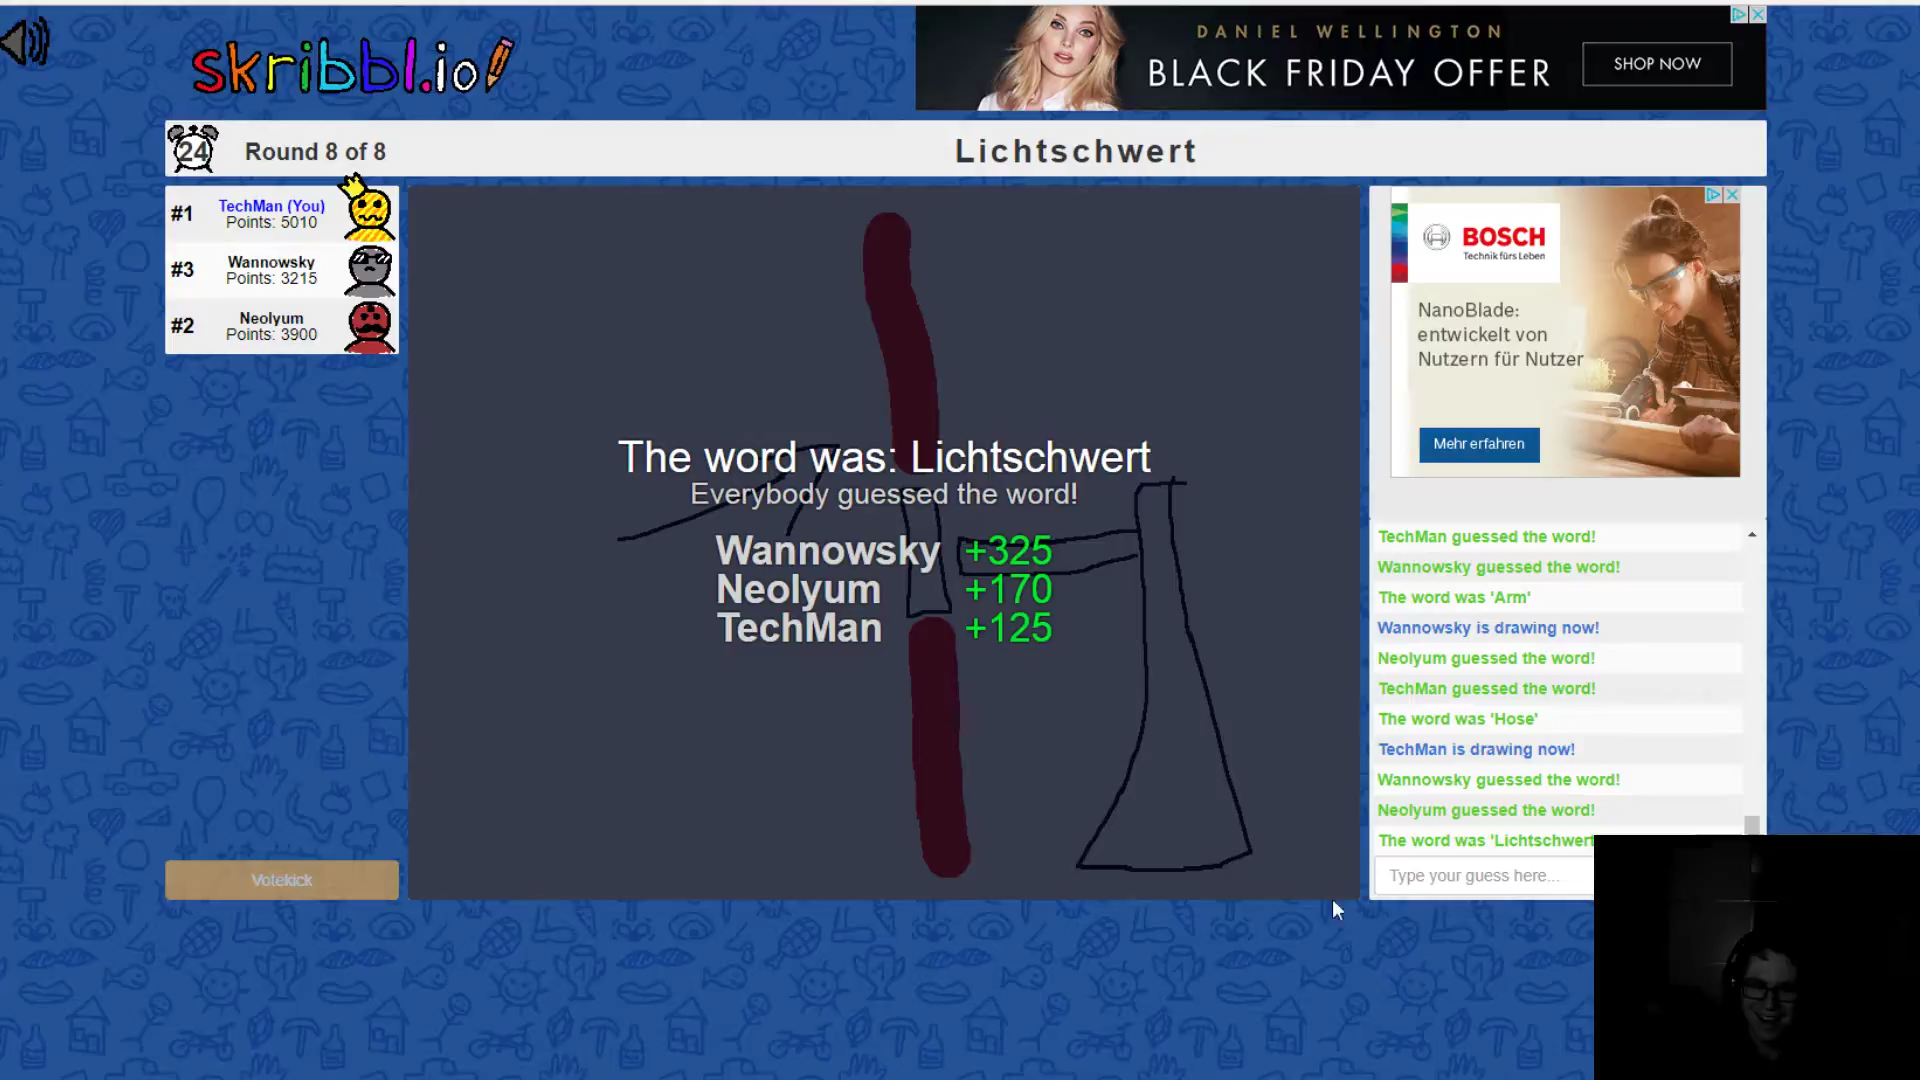 skribbl.io
DANIEL WELLINGTON
BLACK FRIDAY OFFER
SHOP NOW
24
Round 8 of 8
Lichtschwert
#1
TechMan (You)
Points: 5010
#3
Wannowsky
Points: 3215
#2
Neolyum
Points: 3900
The word was: Lichtschwert
Everybody guessed the word!
Wannowsky +325
Neolyum +170
TechMan +125
BOSCH
Technik fürs Leben
NanoBlade:
entwickelt von
Nutzern für Nutzer
Mehr erfahren
TechMan guessed the word!
Wannowsky guessed the word!
The word was 'Arm'
Wannowsky is drawing now!
Neolyum guessed the word!
TechMan guessed the word!
The word was 'Hose'
TechMan is drawing now!
Wannowsky guessed the word!
Neolyum guessed the word!
The word was 'Lichtschwert
Type your guess here...
Votekick